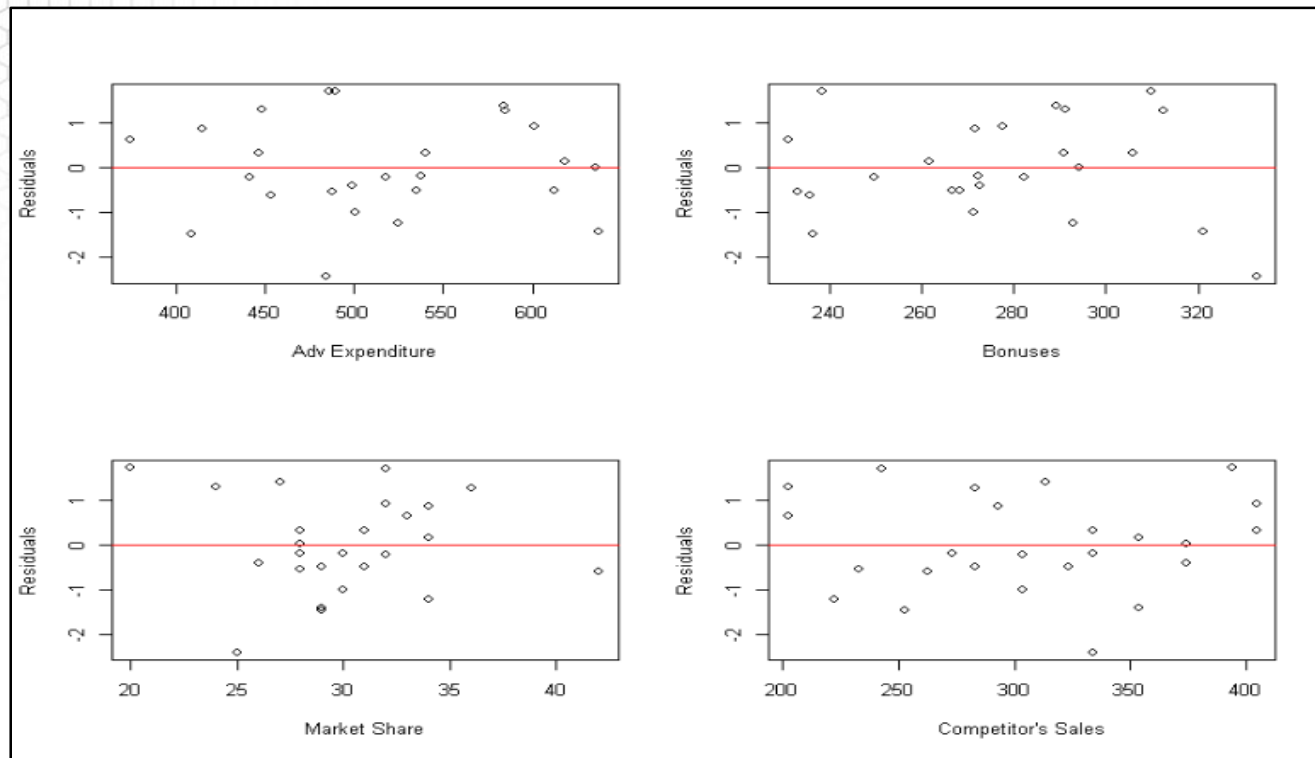 Residuals
1
0
-1
-2
400 450 500 550 600
Adv Expenditure
Residuals
1
0
-1
-2
240 260 280 300 320
Bonuses
Residuals
1
0
-1
-2
20 25 30 35 40
Market Share
Residuals
1
0
-1
-2
200 250 300 350 400
Competitor's Sales